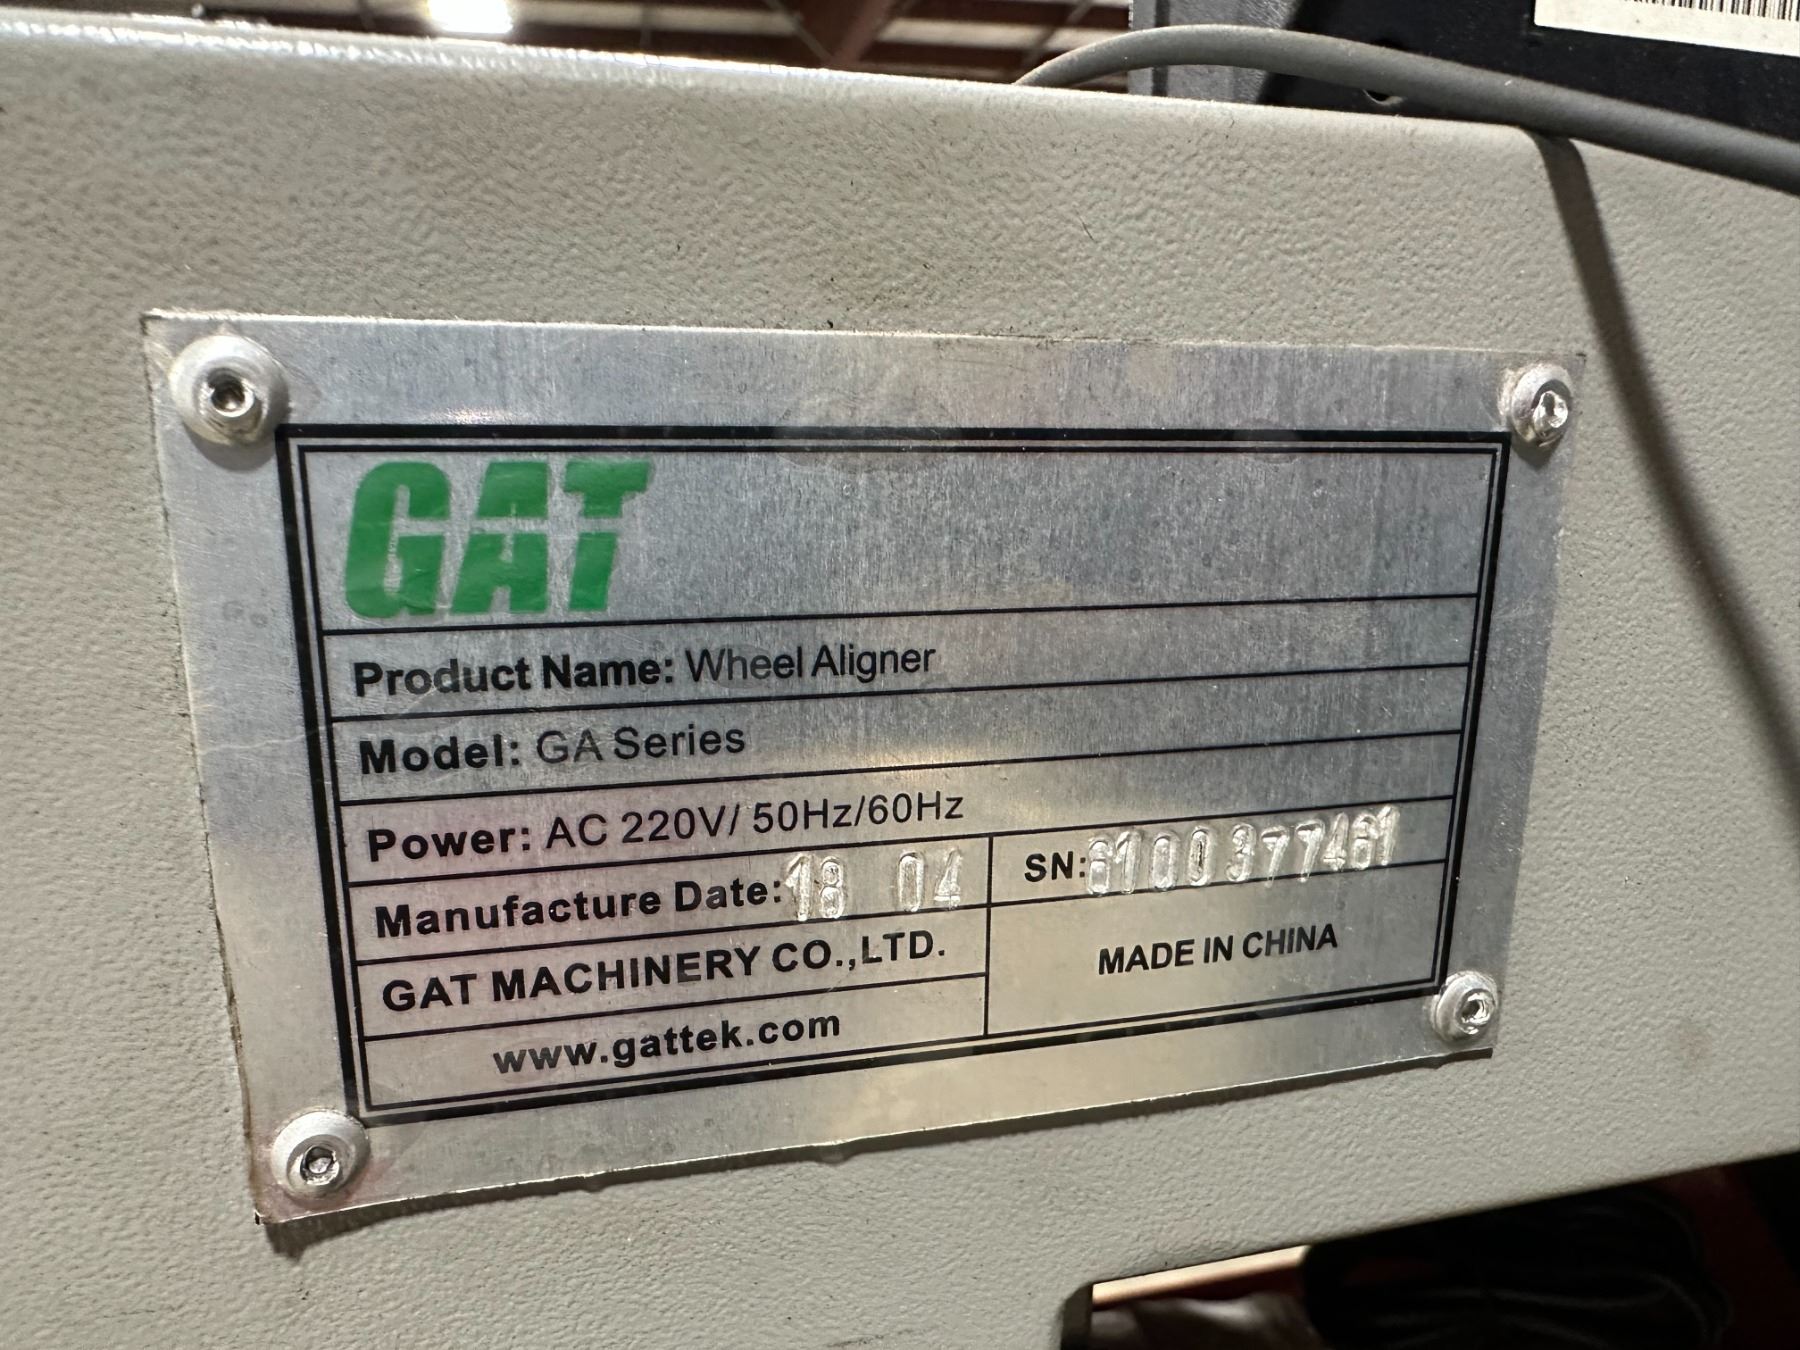 GAT
Product Name: Wheel Aligner
Model: GA Series
Power: AC 220V/ 50Hz/60Hz
Manufacture Date: 18 04
SN: 6100377461
GAT MACHINERY CO.,LTD.
MADE IN CHINA
www.gattek.com